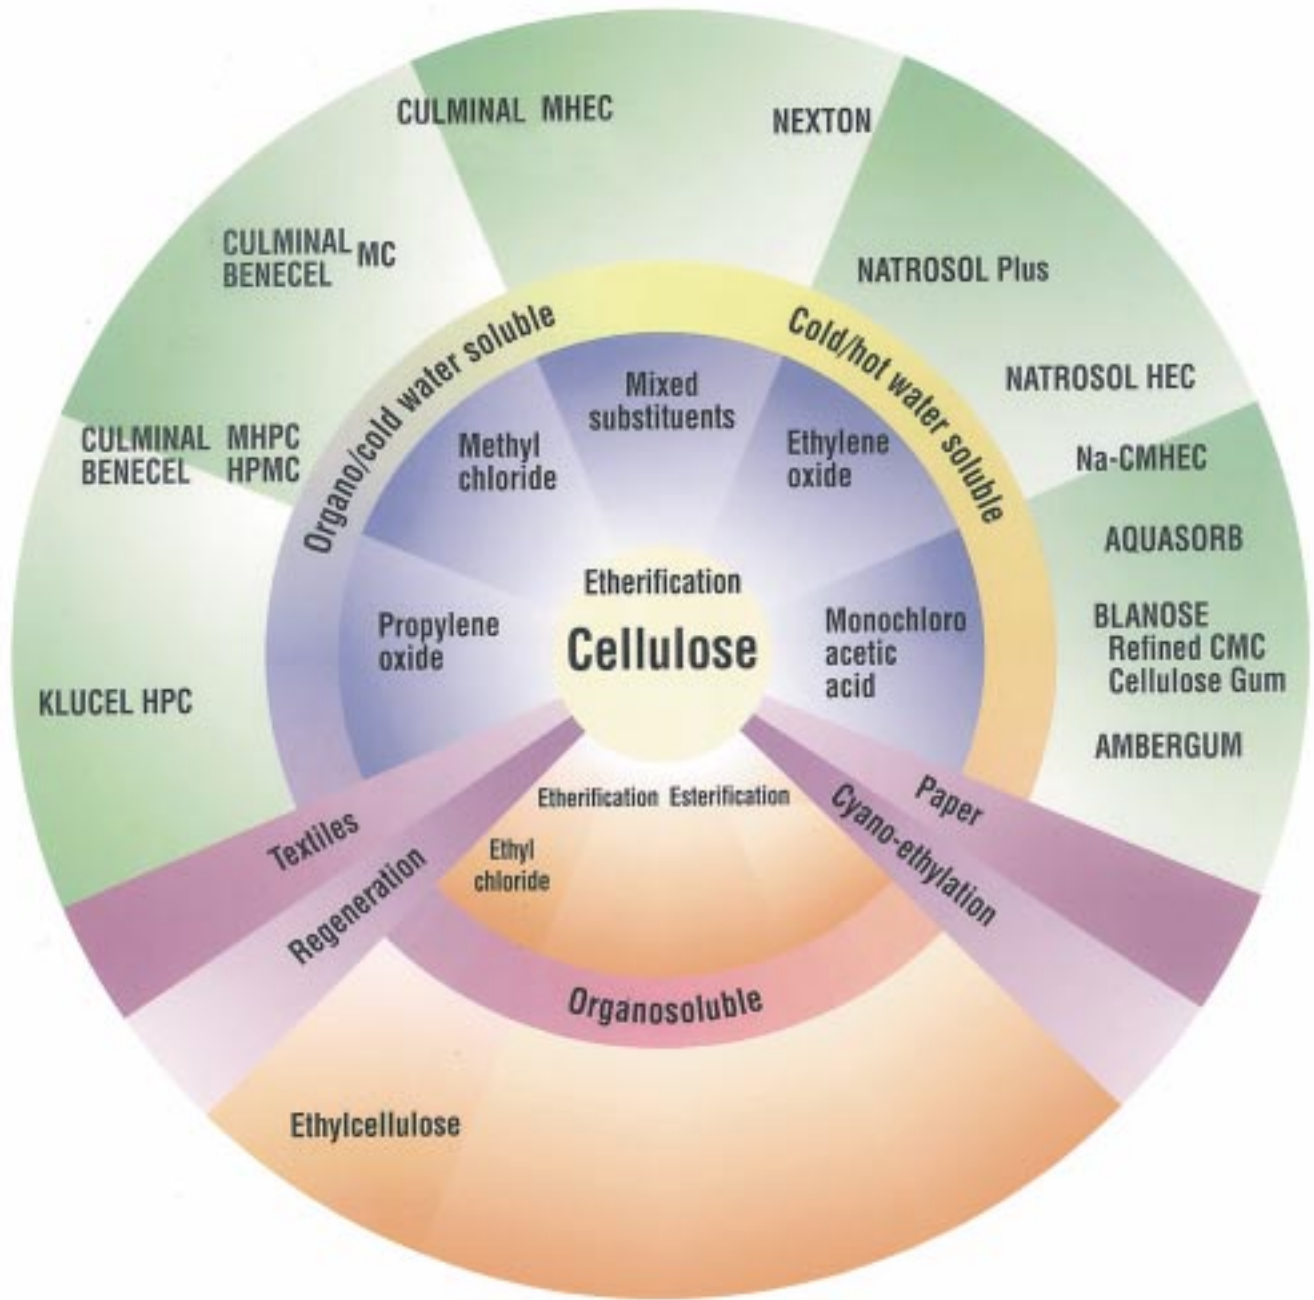 CULMINAL MHEC
NEXTON
CULMINAL
BENECEL
MC
NATROSOL Plus
NATROSOL HEC
Organo/cold water soluble
Cold/hot water soluble
Mixed
substituents
Methyl
chloride
Ethylene
oxide
CULMINAL MHPC
BENECEL HPMC
Na-CMHEC
AQUASORB
Etherification
Cellulose
Propylene
oxide
Monochloro
acetic
acid
BLANOSE
Refined CMC
Cellulose Gum
KLUCEL HPC
AMBERGUM
Textiles
Regeneration
Etherification Esterification
Cyano-ethylation
Paper
Ethyl
chloride
Organosoluble
Ethylcellulose